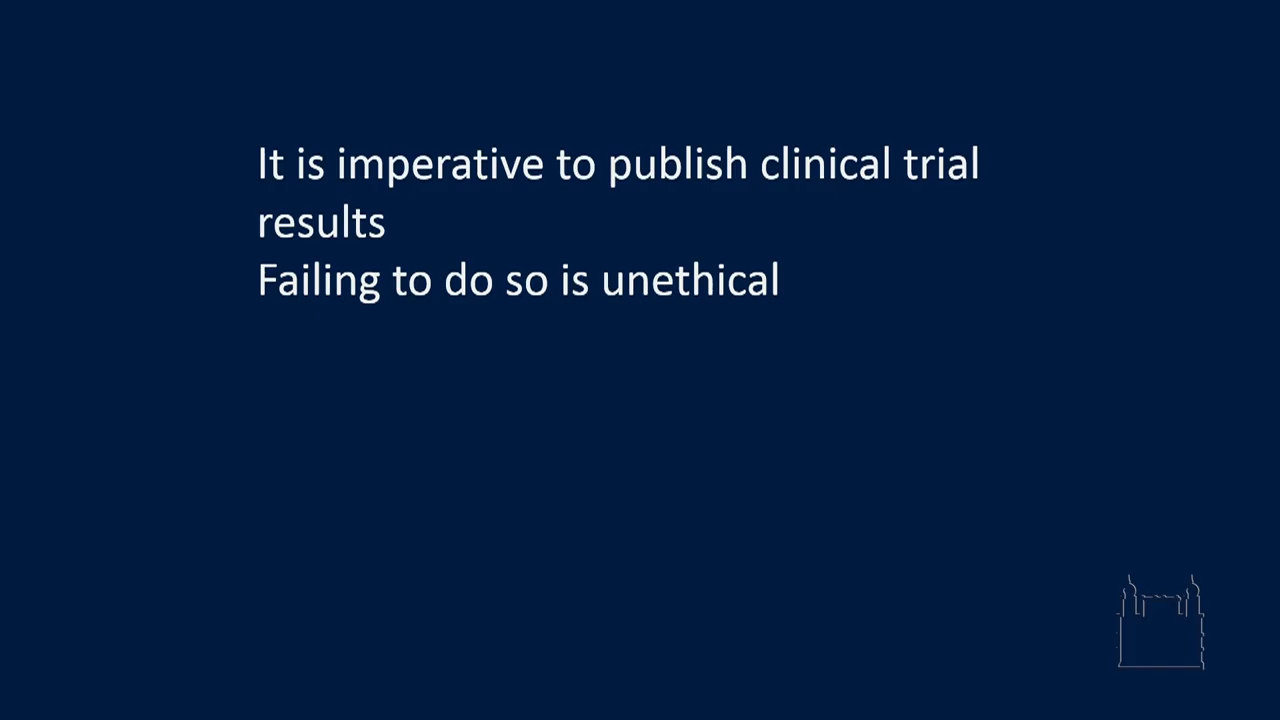 It is imperative to publish clinical trial
results
Failing to do so is unethical